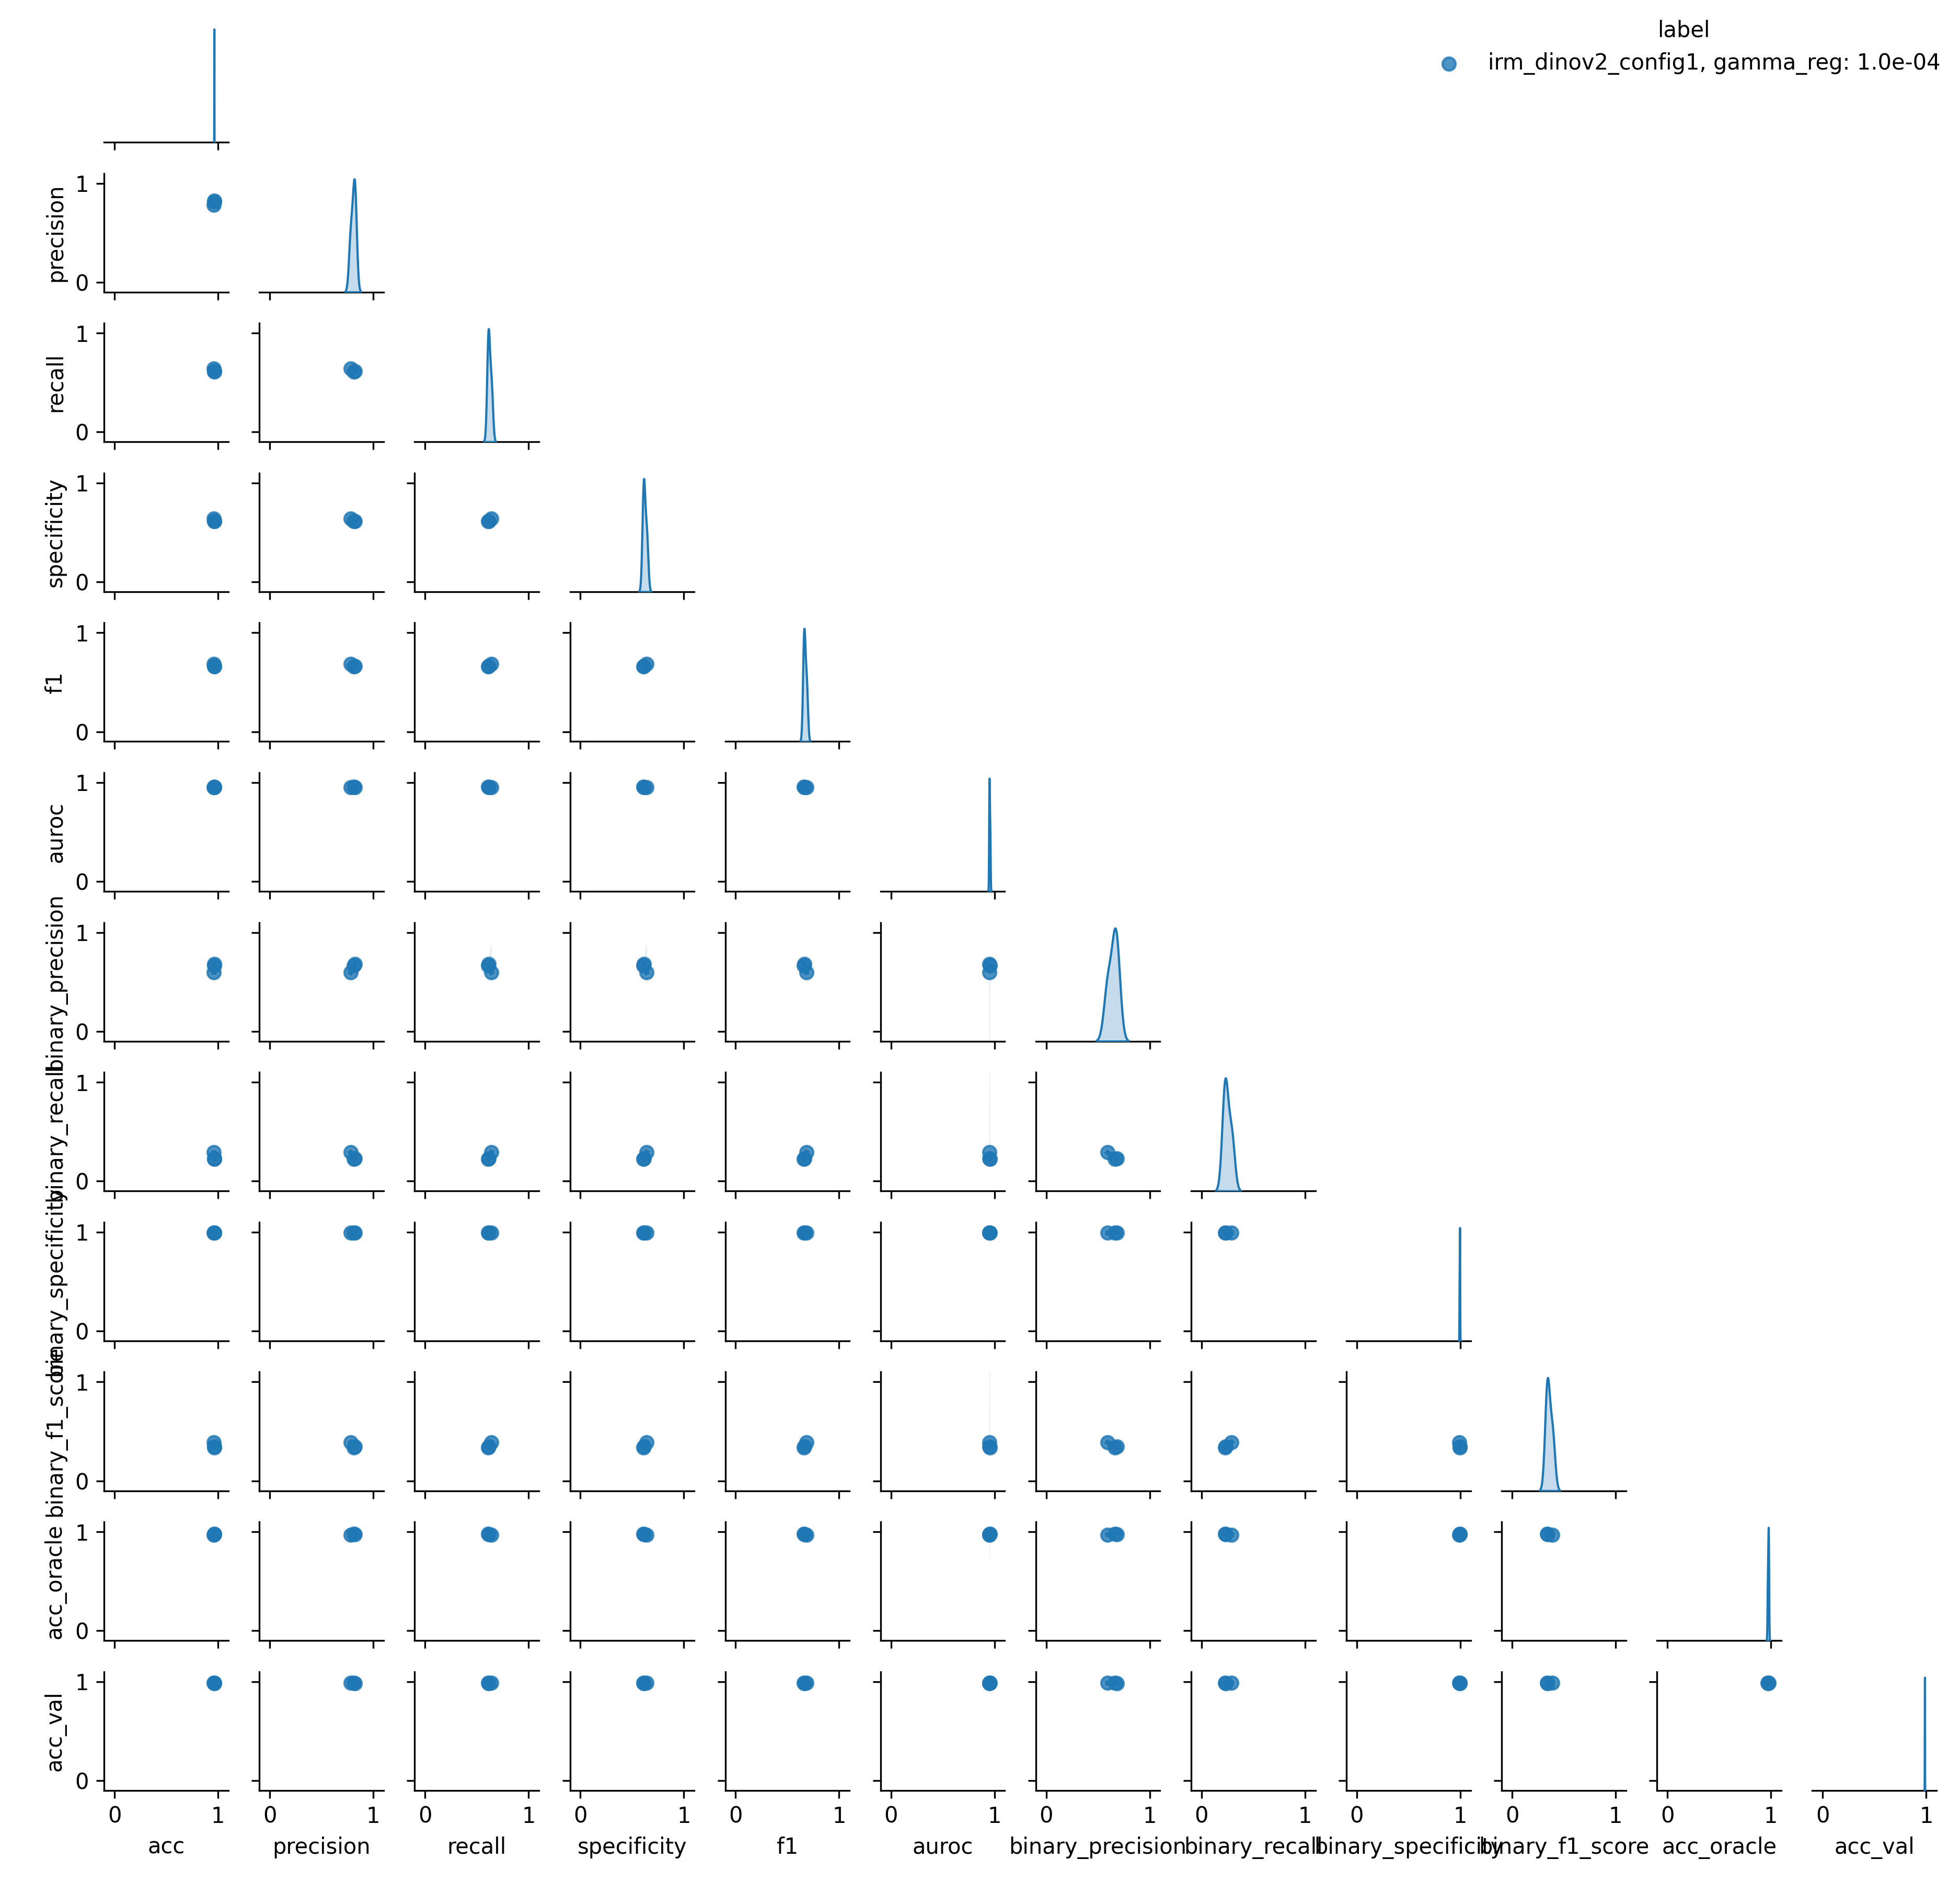 label
irm_dinov2_config1, gamma_reg: 1.0e-04
precision
1
0
recall
1
0
specificity
1
0
f1
1
0
auroc
1
0
binary_precision
1
0
binary_recall
1
0
binary_specificity
1
0
binary_f1_score
1
0
acc_oracle
1
0
acc_val
1
0
0 1 0 1 0 1 0 1 0 1 0 1 0 1 0 1 0 1 0 1 0 1 0 1
acc precision recall specificity f1 auroc binary_precision binary_recall binary_specificity binary_f1_score acc_oracle acc_val